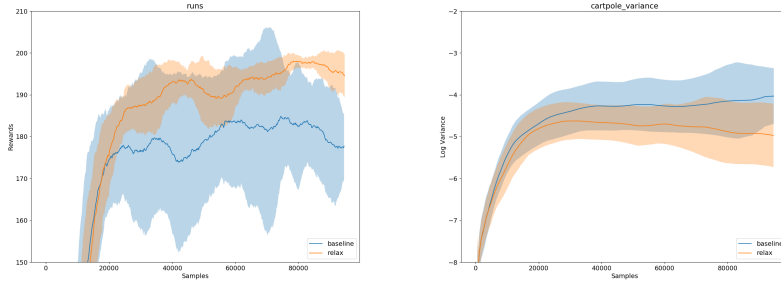 runs
210
200
190
180
170
160
150
Rewards
0
20000
40000
60000
80000
Samples
baseline
relax
cartpole_variance
−2
−3
−4
−5
−6
−7
−8
Log Variance
0
20000
40000
60000
80000
Samples
baseline
relax